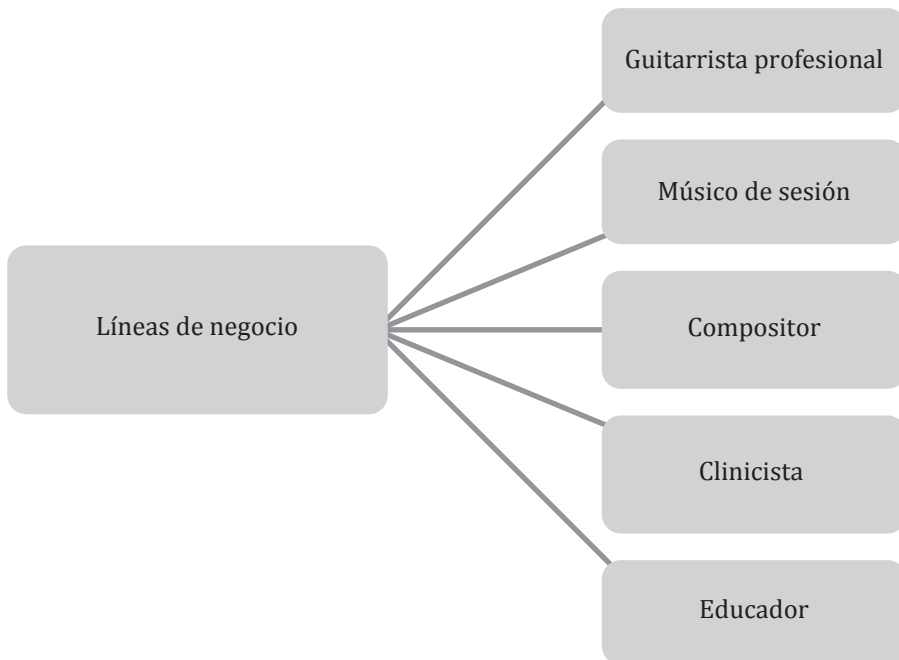 Líneas de negocio
Guitarrista profesional
Músico de sesión
Compositor
Clinicista
Educador